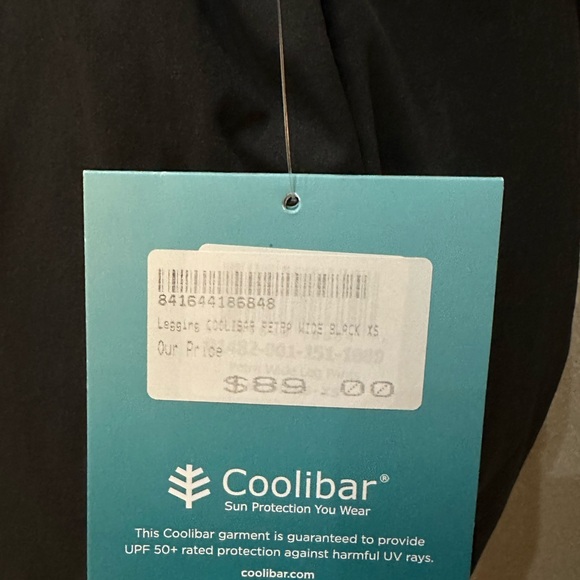 841644186848
Legging COOLIBAR PETRA WIDE BLACK XS
Our Price
$89.00
Coolibar®
Sun Protection You Wear
This Coolibar garment is guaranteed to provide
UPF 50+ rated protection against harmful UV rays.
coolibar.com